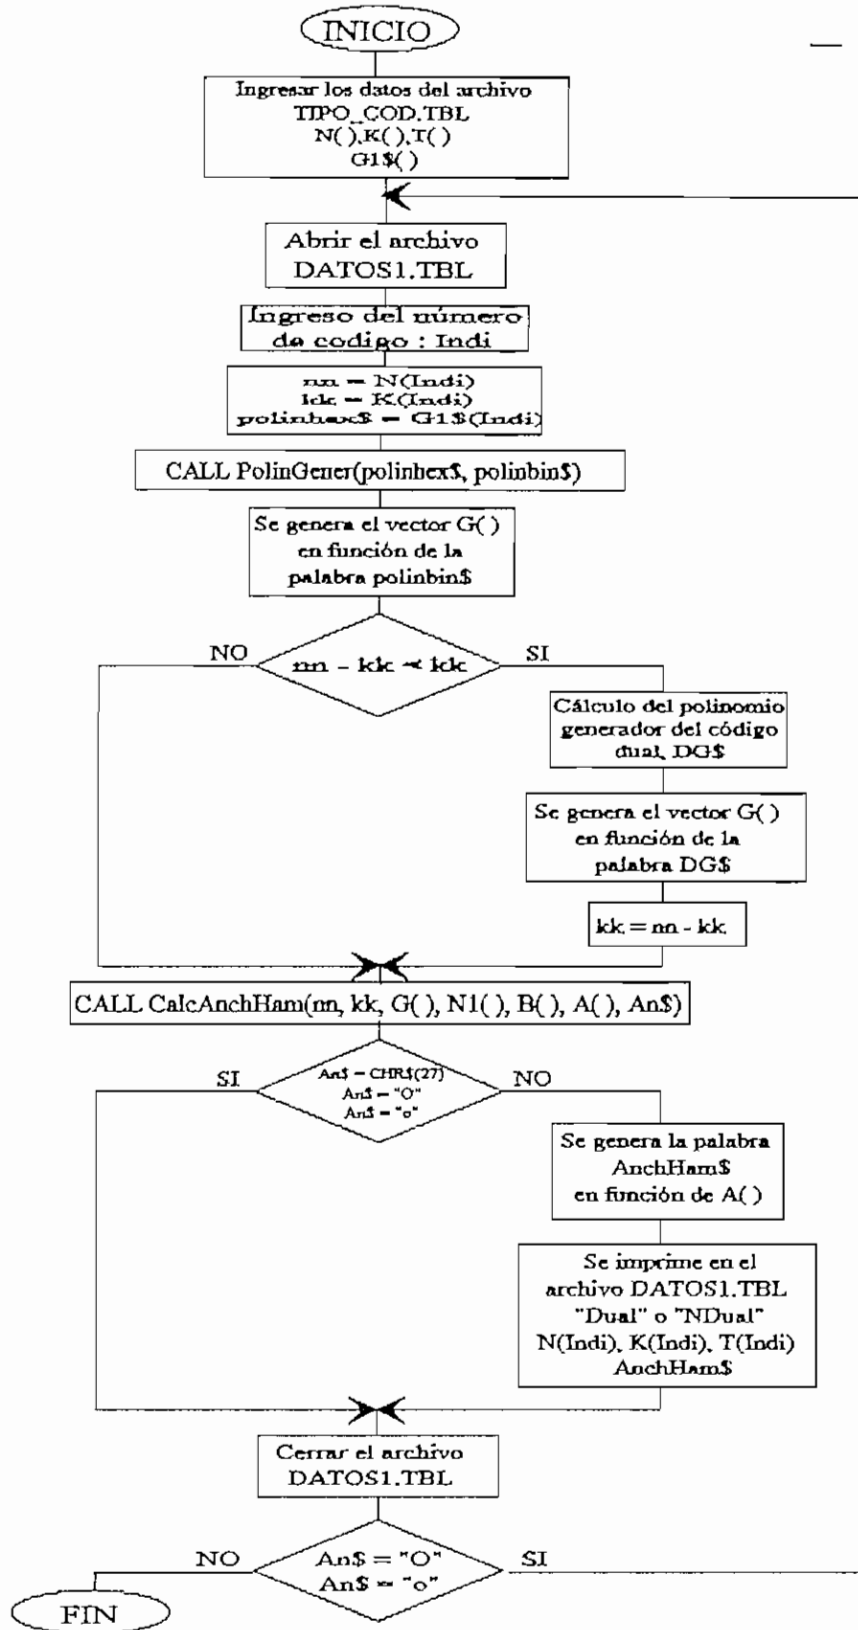 INICIO
Ingresar los datos del archivo
TIPO_COD.TBL
N( ),K( ),T( )
G1$( )
Abrir el archivo
DATOS1.TBL
Ingreso del número
de codigo : Indi
nn = N(Indi)
kk = K(Indi)
polinhex$ = G1$(Indi)
CALL PolinGener(polinhex$, polinbin$)
Se genera el vector G( )
en función de la
palabra polinbin$
NO
nn - kk < kk
SI
Cálculo del polinomio
generador del código
dual, DG$
Se genera el vector G( )
en función de la
palabra DG$
kk = nn - kk
CALL CalcAnchHam(nn, kk, G( ), N1( ), B( ), A( ), An$)
SI
An$ = CHR$(27)
An$ = "O"
An$ = "o"
NO
Se genera la palabra
AnchHam$
en función de A( )
Se imprime en el
archivo DATOS1.TBL
"Dual" o "NDual"
N(Indi), K(Indi), T(Indi)
AnchHam$
Cerrar el archivo
DATOS1.TBL
NO
An$ = "O"
An$ = "o"
SI
FIN